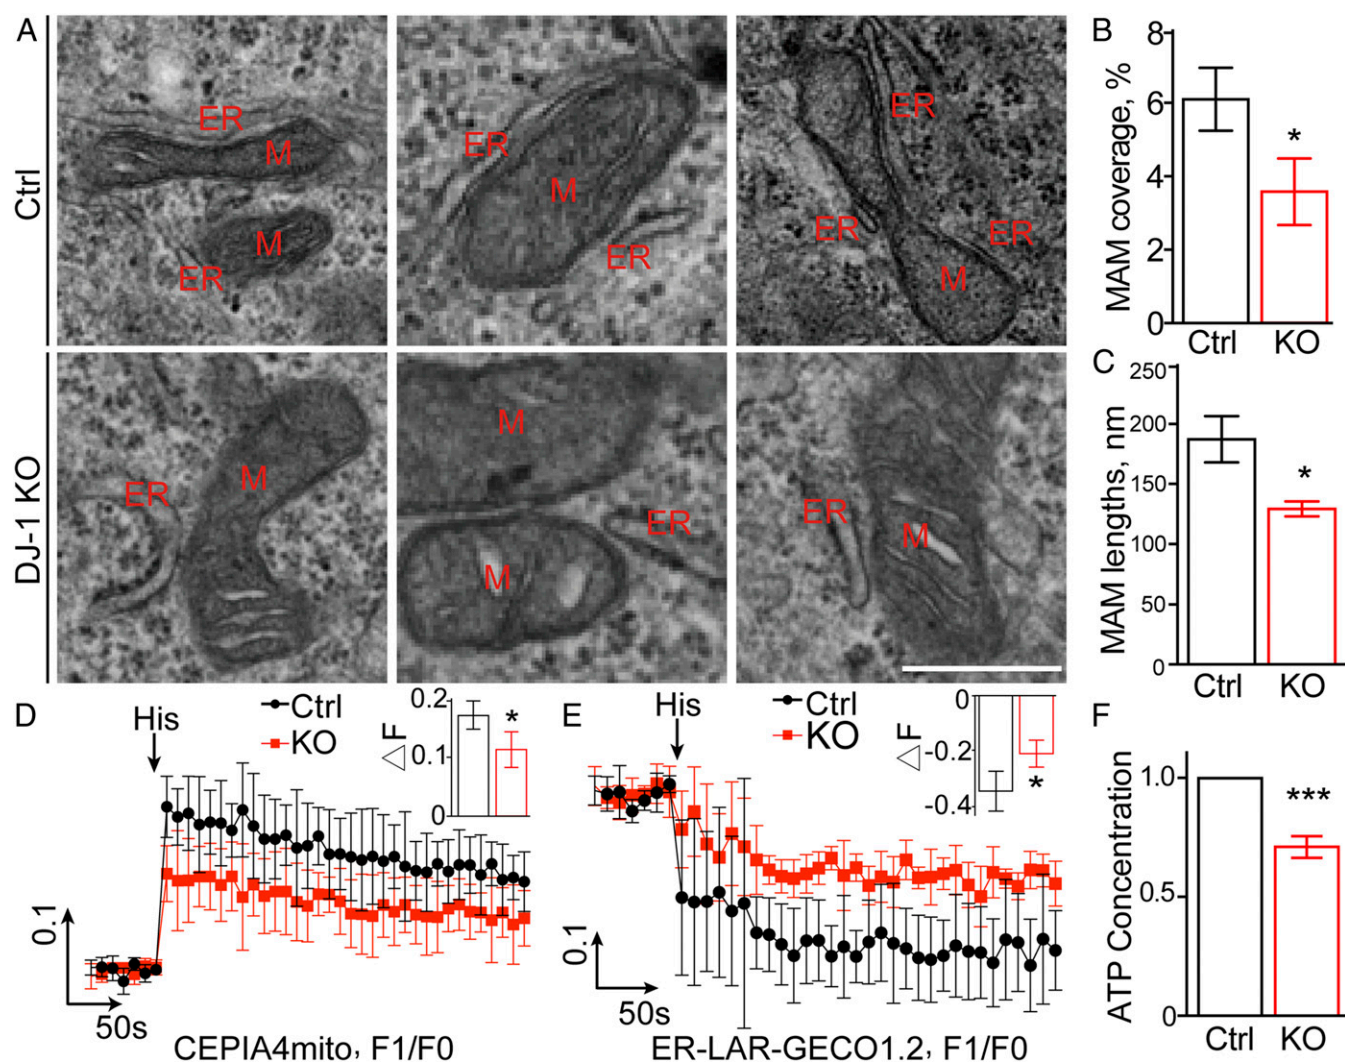 A
Ctrl
ER
M
M
ER
ER
M
ER
ER
ER
ER
M
DJ-1 KO
ER
M
M
ER
M
ER
M
B
MAM coverage, %
8
6
4
2
0
*
Ctrl KO
C
MAM lengths, nm
250
200
150
100
50
0
*
Ctrl KO
D
His
Ctrl
KO
△F
0.2
0.1
0
*
0.1
50s
CEPIA4mito, F1/F0
E
His
Ctrl
KO
△F
0
-0.2
-0.4
*
0.1
50s
ER-LAR-GECO1.2, F1/F0
F
ATP Concentration
1.0
0.5
0
***
Ctrl KO